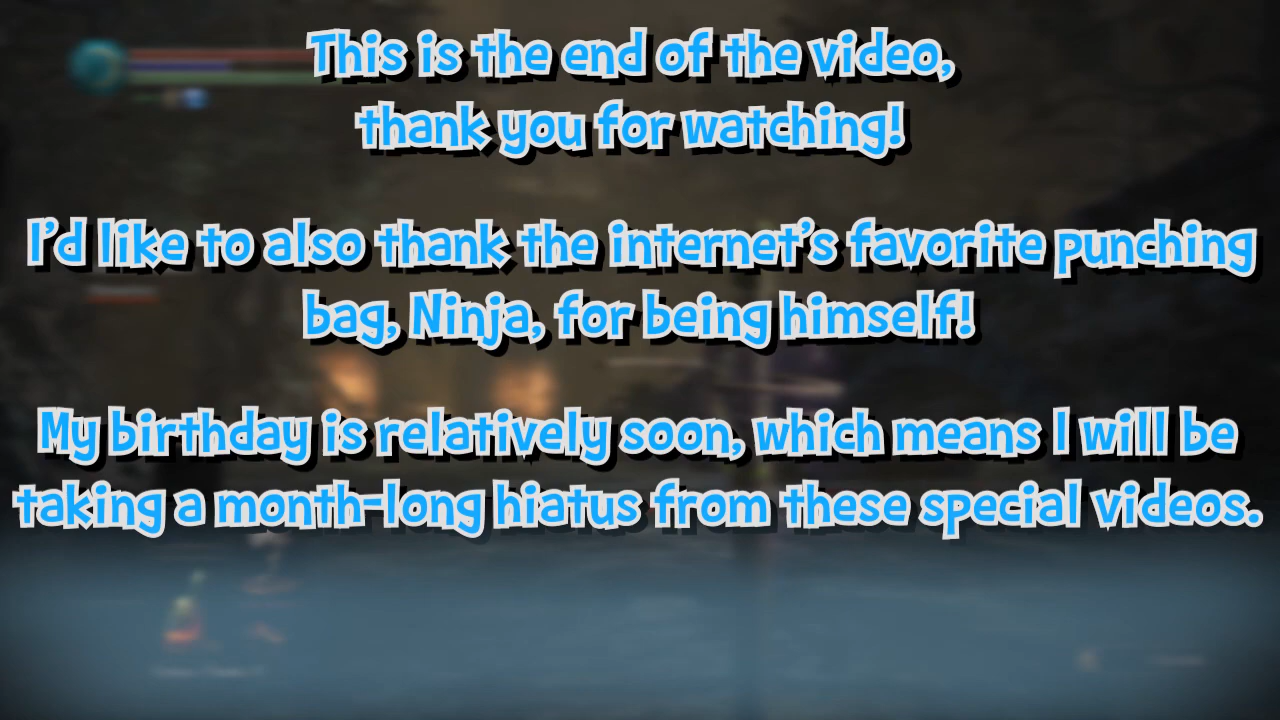 This is the end of the video,
thank you for watching!
I'd like to also thank the internet's favorite punching
bag, Ninja, for being himself!
My birthday is relatively soon, which means I will be
taking a month-long hiatus from these special videos.